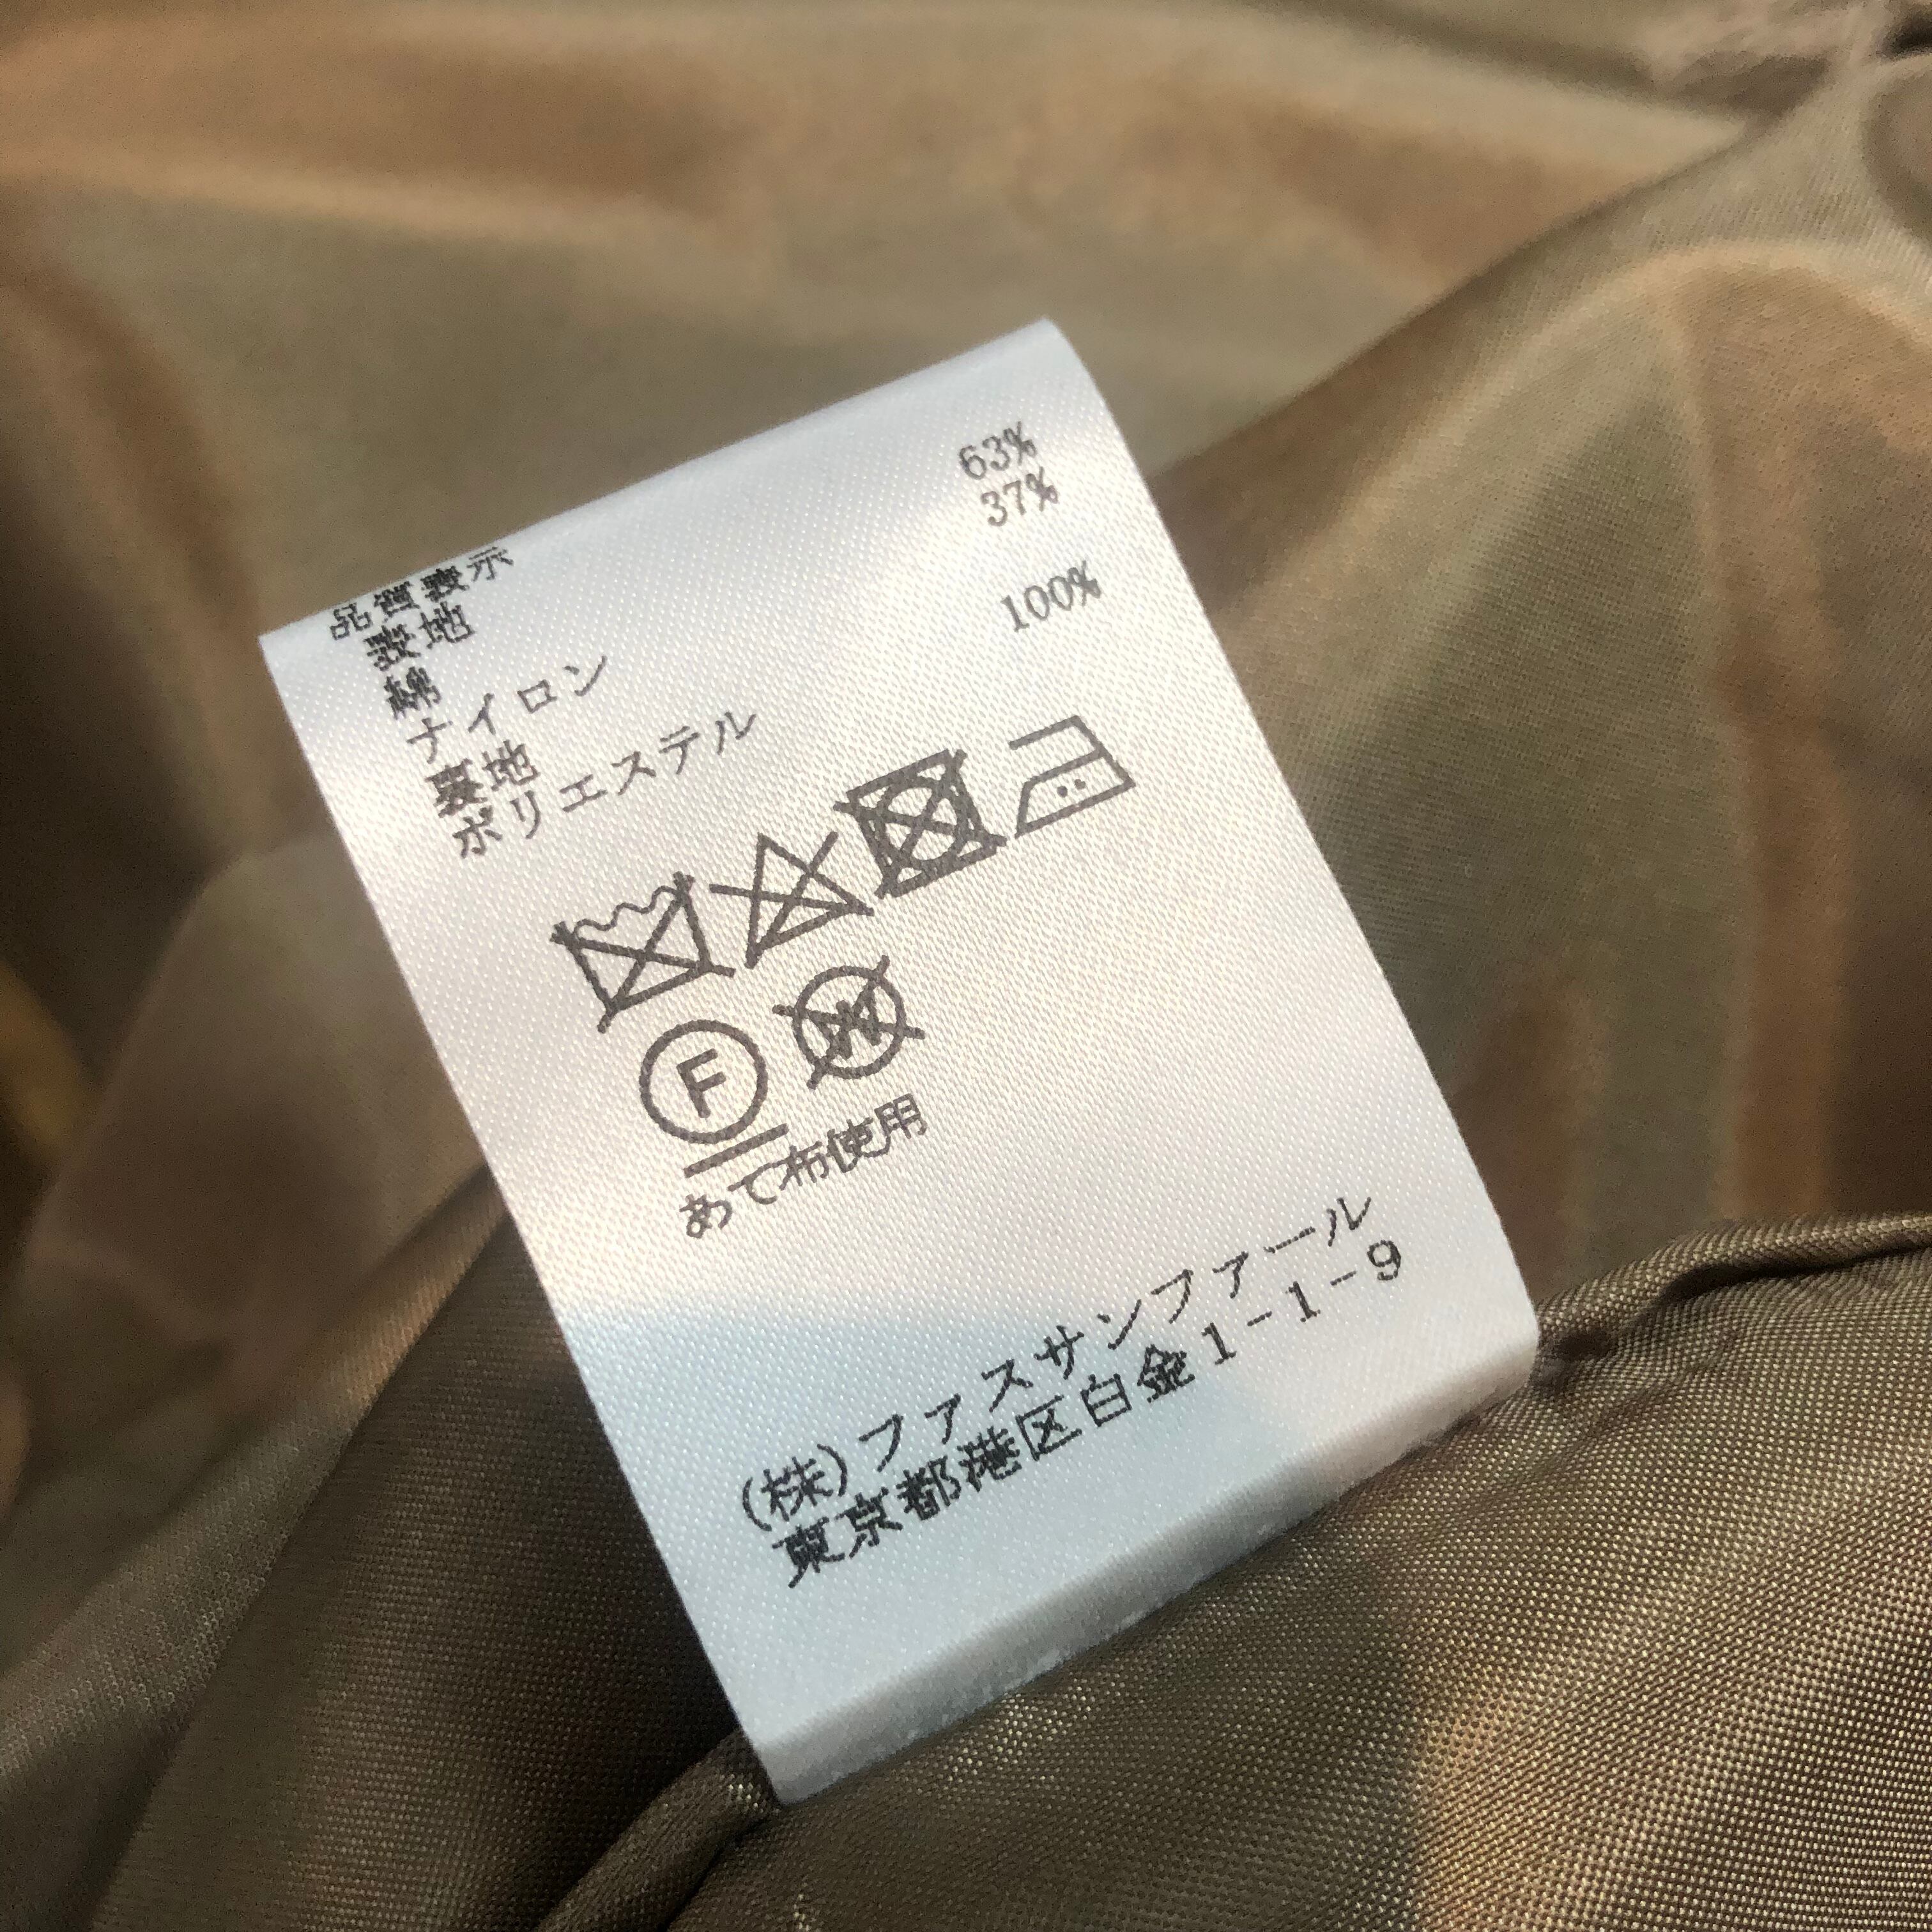 品質表示
表地
綿 63%
ナイロン 37%
裏地
ポリエステル 100%
F W
あて布使用
(株)ファスサンファール
東京都港区白金1-1-9